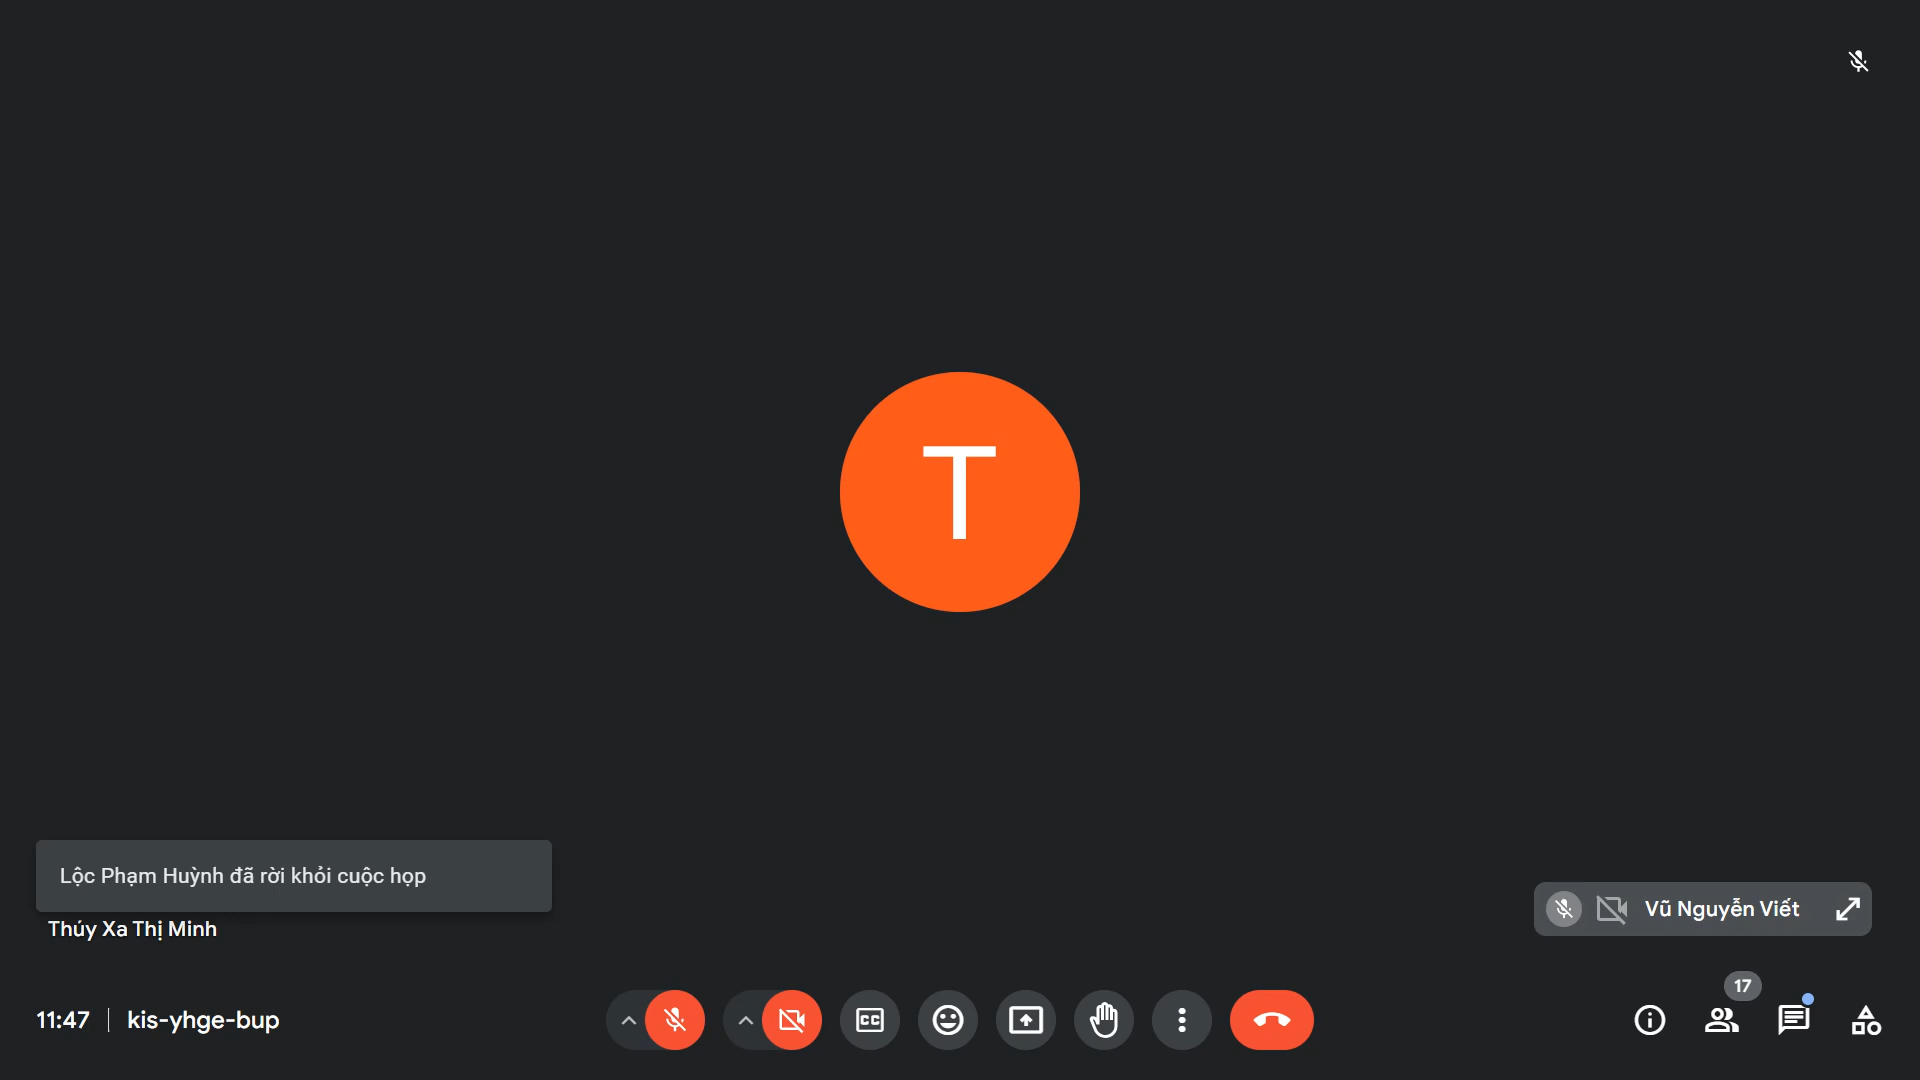 T
Lộc Phạm Huỳnh đã rời khỏi cuộc họp
Thúy Xa Thị Minh
Vũ Nguyễn Viết
17
11:47 | kis-yhge-bup
CC